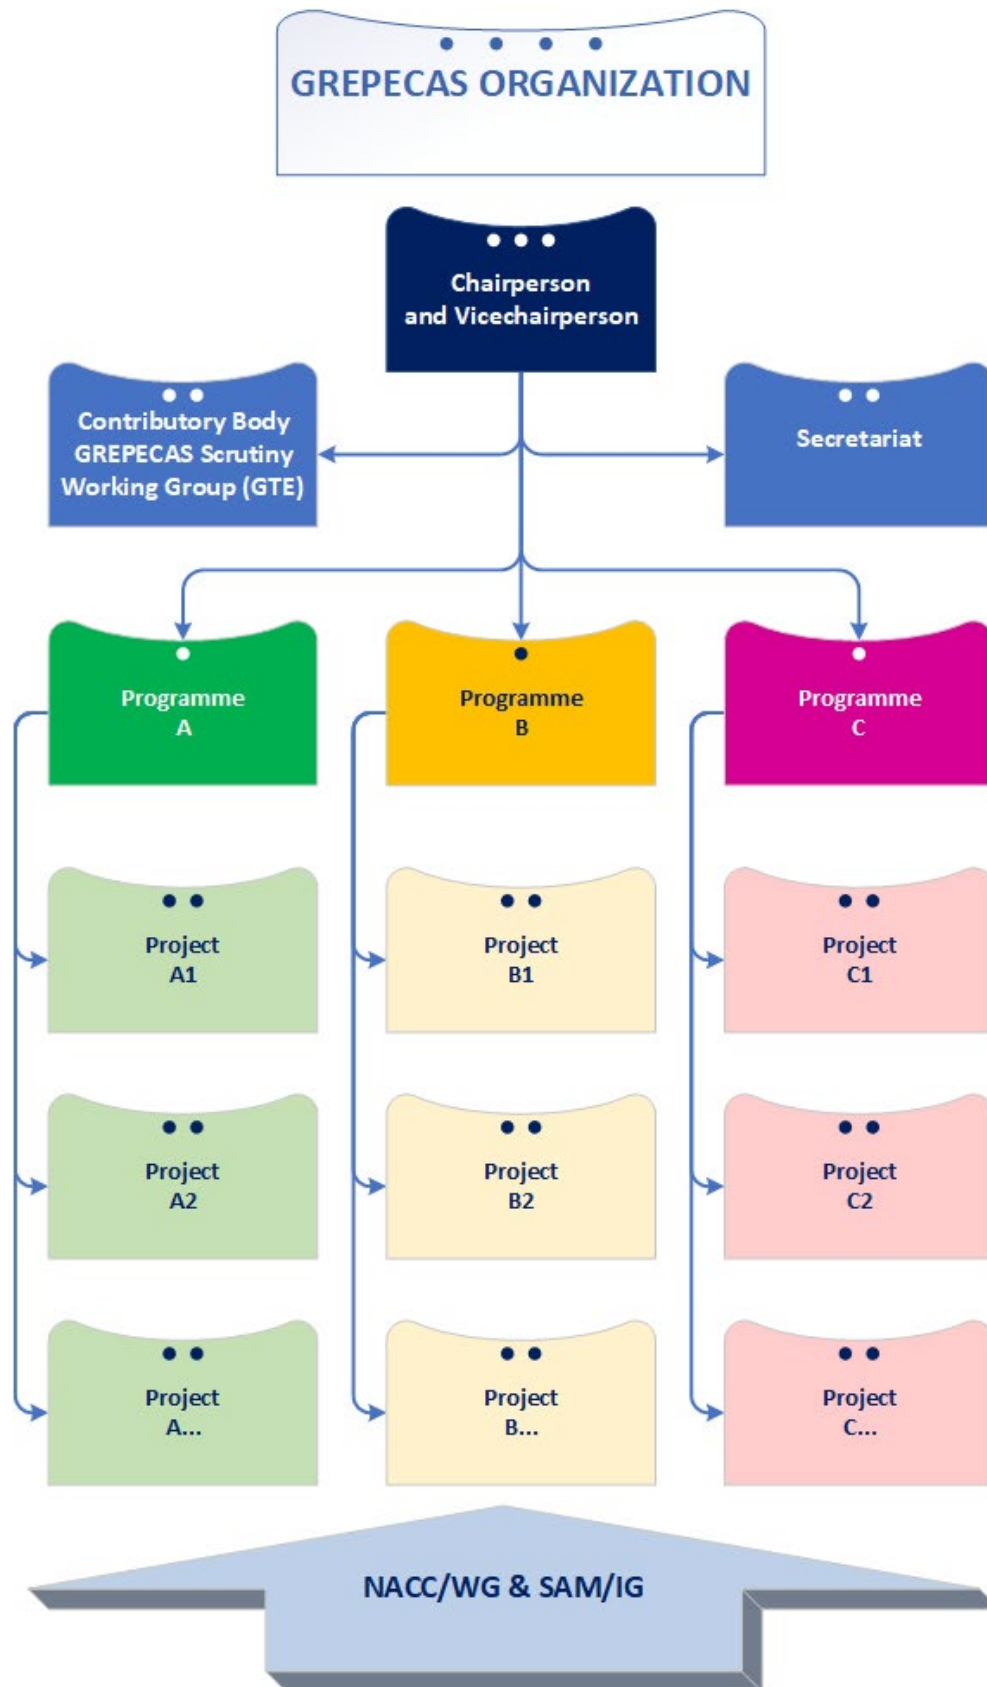 GREPECAS ORGANIZATION
Chairperson
and Vicechairperson
Contributory Body
GREPECAS Scrutiny
Working Group (GTE)
Secretariat
Programme
A
Programme
B
Programme
C
Project
A1
Project
B1
Project
C1
Project
A2
Project
B2
Project
C2
Project
A...
Project
B...
Project
C...
NACC/WG & SAM/IG